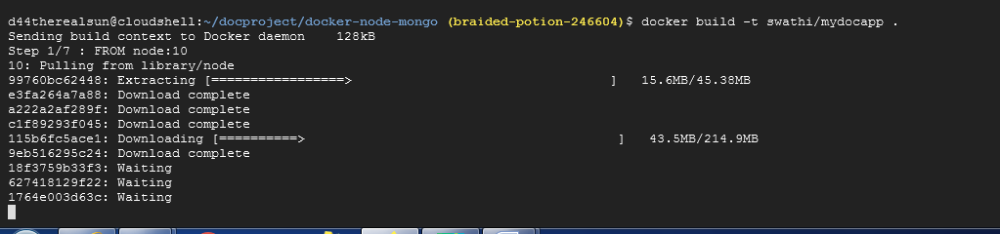 d44therealsun@cloudshell:~/docproject/docker-node-mongo (braided-potion-246604)$ docker build -t swathi/mydocapp .
Sending build context to Docker daemon    128kB
Step 1/7 : FROM node:10
10: Pulling from library/node
99760bc62448: Extracting [=================>                                 ]   15.6MB/45.38MB
e3fa264a7a88: Download complete
a222a2af289f: Download complete
c1f89293f045: Download complete
115b6fc5ace1: Downloading [==========>                                        ]   43.5MB/214.9MB
9eb516295c24: Download complete
18f3759b33f3: Waiting
627418129f22: Waiting
1764e003d63c: Waiting